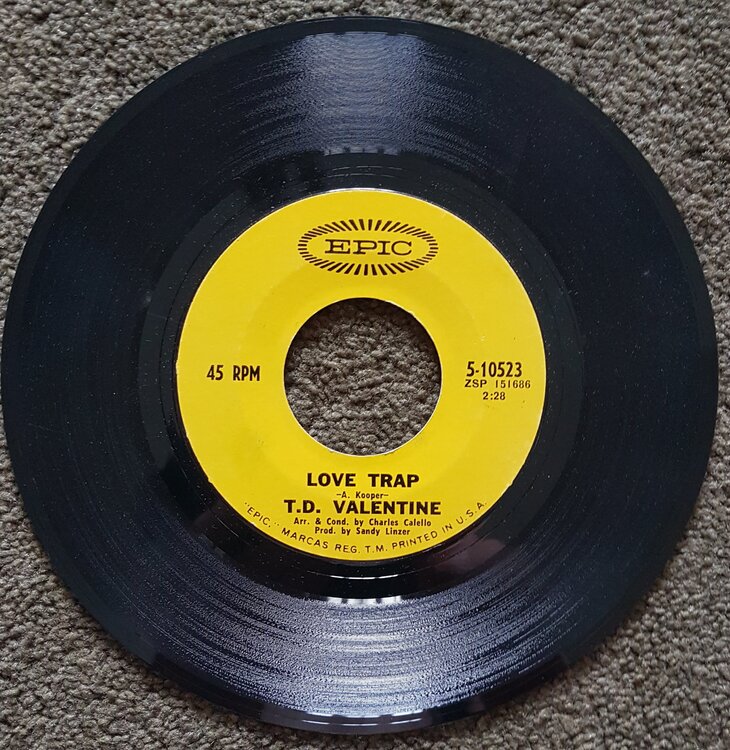 EPIC
45 RPM
5-10523
ZSP 151686
2:28
LOVE TRAP
-A. Kooper-
T.D. VALENTINE
Arr. & Cond. by Charles Calello
Prod. by Sandy Linzer
"EPIC," MARCAS REG. T.M. PRINTED IN U.S.A.